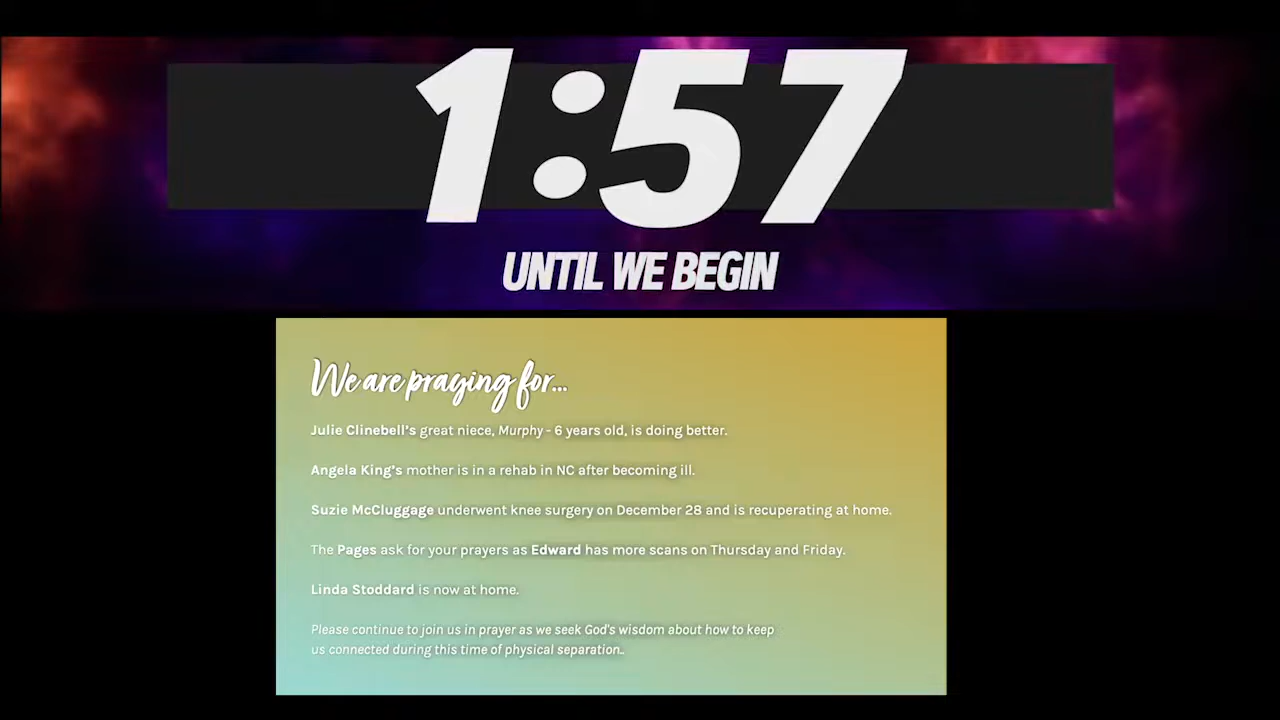 1:57
UNTIL WE BEGIN
We are praying for...
Julie Clinebell's great niece, Murphy - 6 years old, is doing better.
Angela King's mother is in a rehab in NC after becoming ill.
Suzie McCluggage underwent knee surgery on December 28 and is recuperating at home.
The Pages ask for your prayers as Edward has more scans on Thursday and Friday.
Linda Stoddard is now at home.
Please continue to join us in prayer as we seek God's wisdom about how to keep
us connected during this time of physical separation..